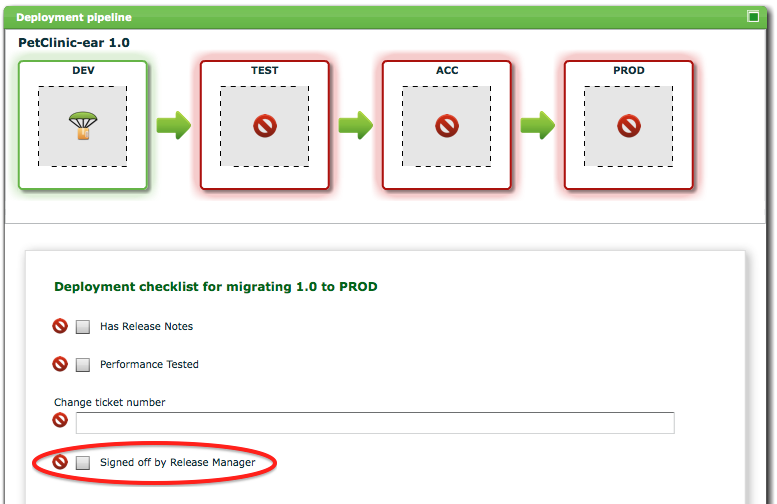 Deployment pipeline
PetClinic-ear 1.0
DEV
TEST
ACC
PROD
Deployment checklist for migrating 1.0 to PROD
Has Release Notes
Performance Tested
Change ticket number
Signed off by Release Manager